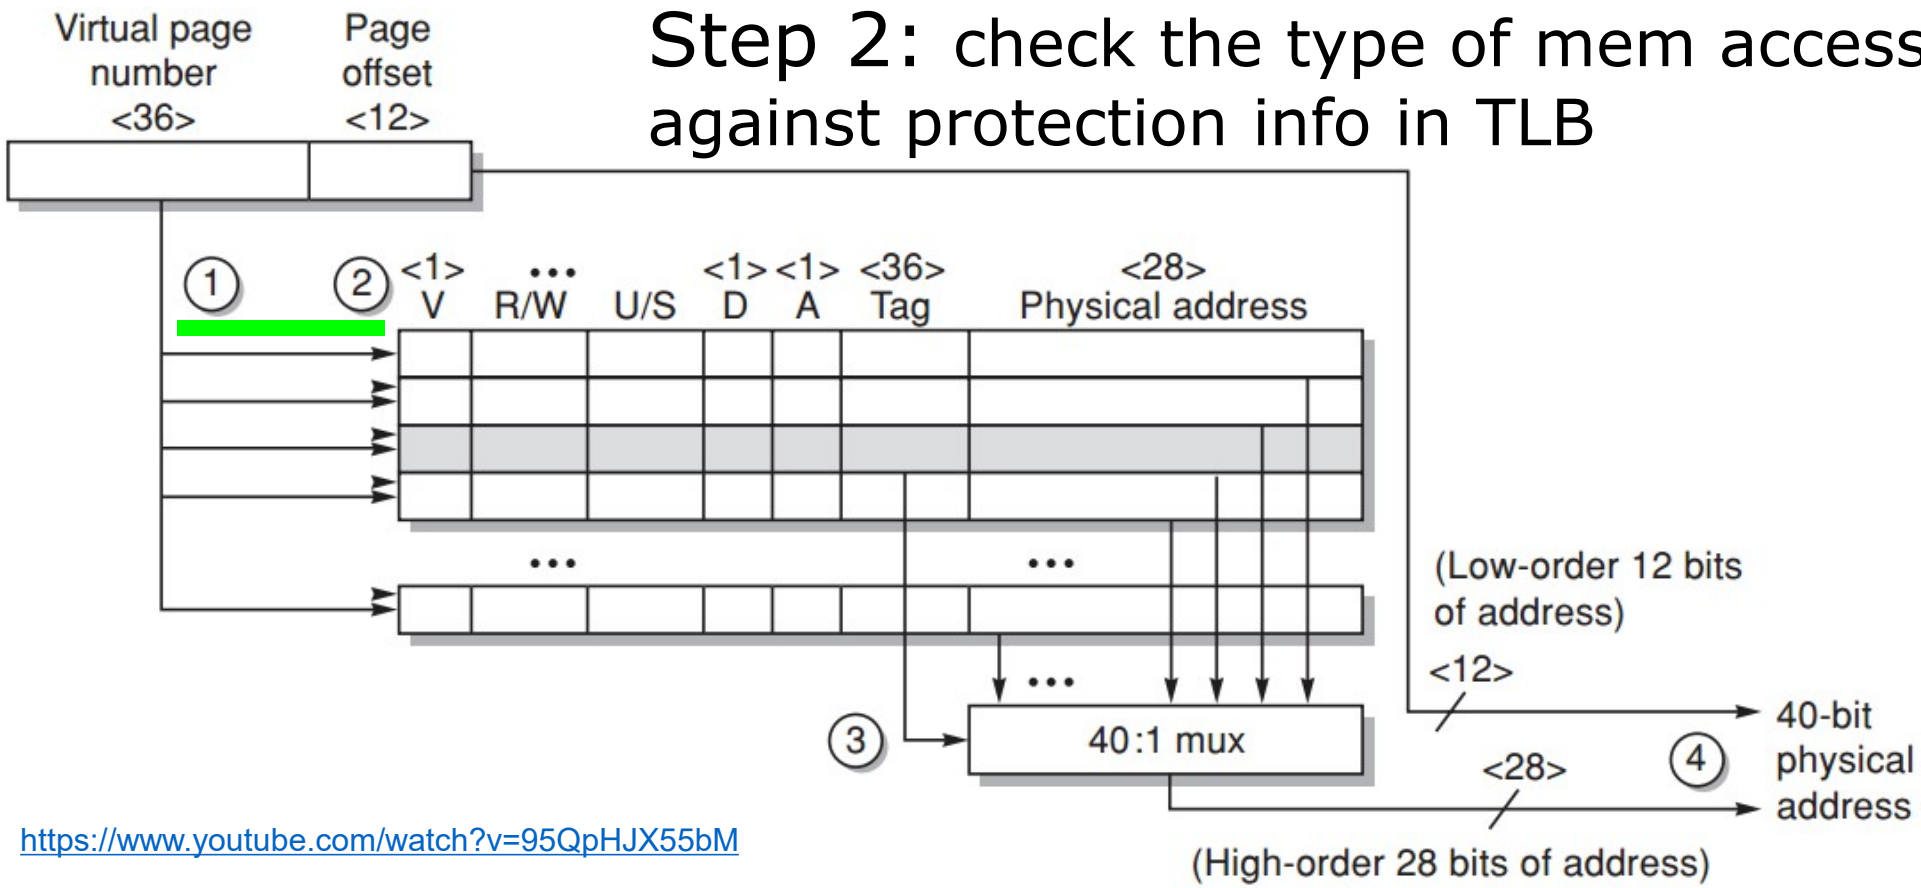 Step 2: check the type of mem access
against protection info in TLB
Virtual page
number
<36>
Page
offset
<12>
1
2
<1>
V
•••
R/W
U/S
<1>
D
<1>
A
<36>
Tag
<28>
Physical address
•••
•••
•••
3
40:1 mux
(Low-order 12 bits
of address)
<12>
<28>
4
40-bit
physical
address
(High-order 28 bits of address)
https://www.youtube.com/watch?v=95QpHJX55bM